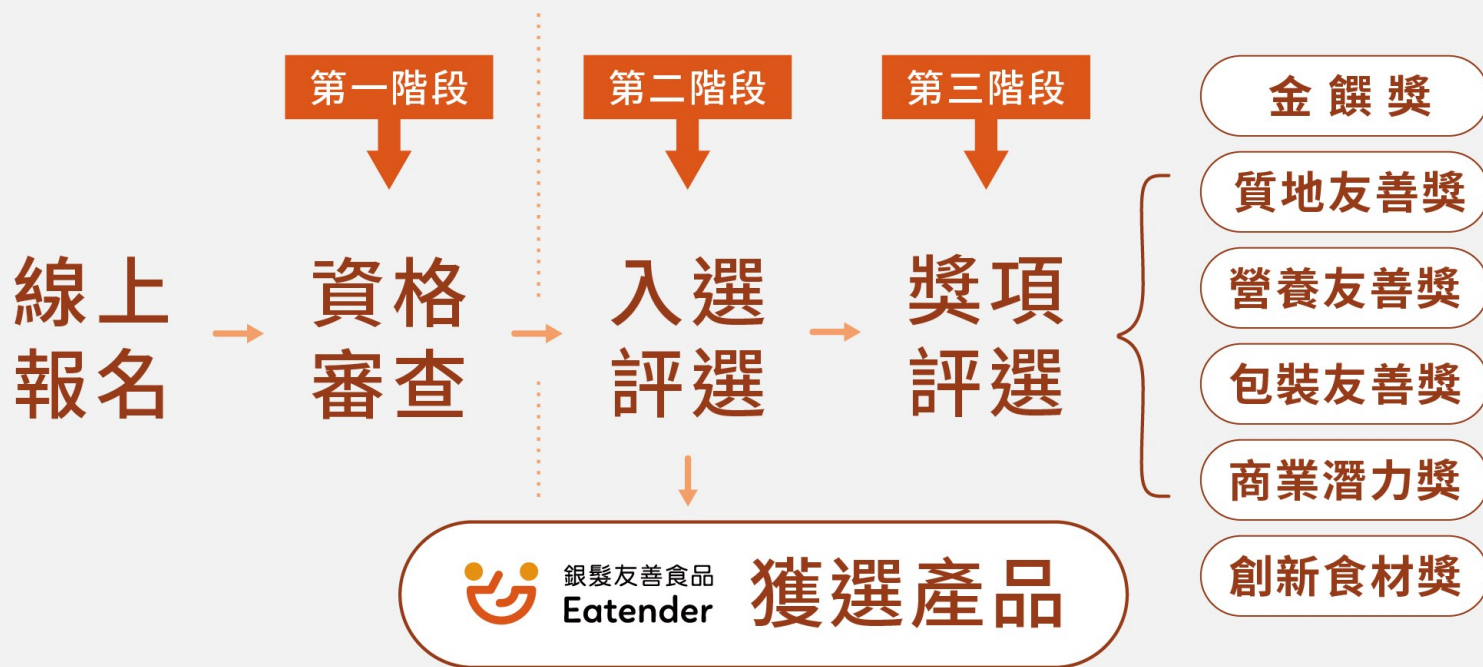 第一階段
第二階段
第三階段
線上
報名
資格
審查
入選
評選
獎項
評選
金饌獎
質地友善獎
營養友善獎
包裝友善獎
商業潛力獎
創新食材獎
銀髮友善食品
Eatender
獲選產品